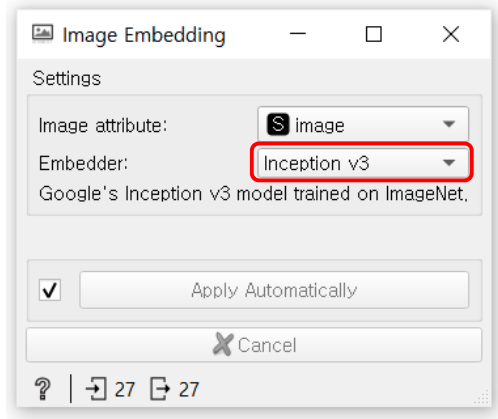 Image Embedding
Settings
Image attribute: S image
Embedder: Inception v3
Google's Inception v3 model trained on ImageNet.
Apply Automatically
Cancel
? 27 27